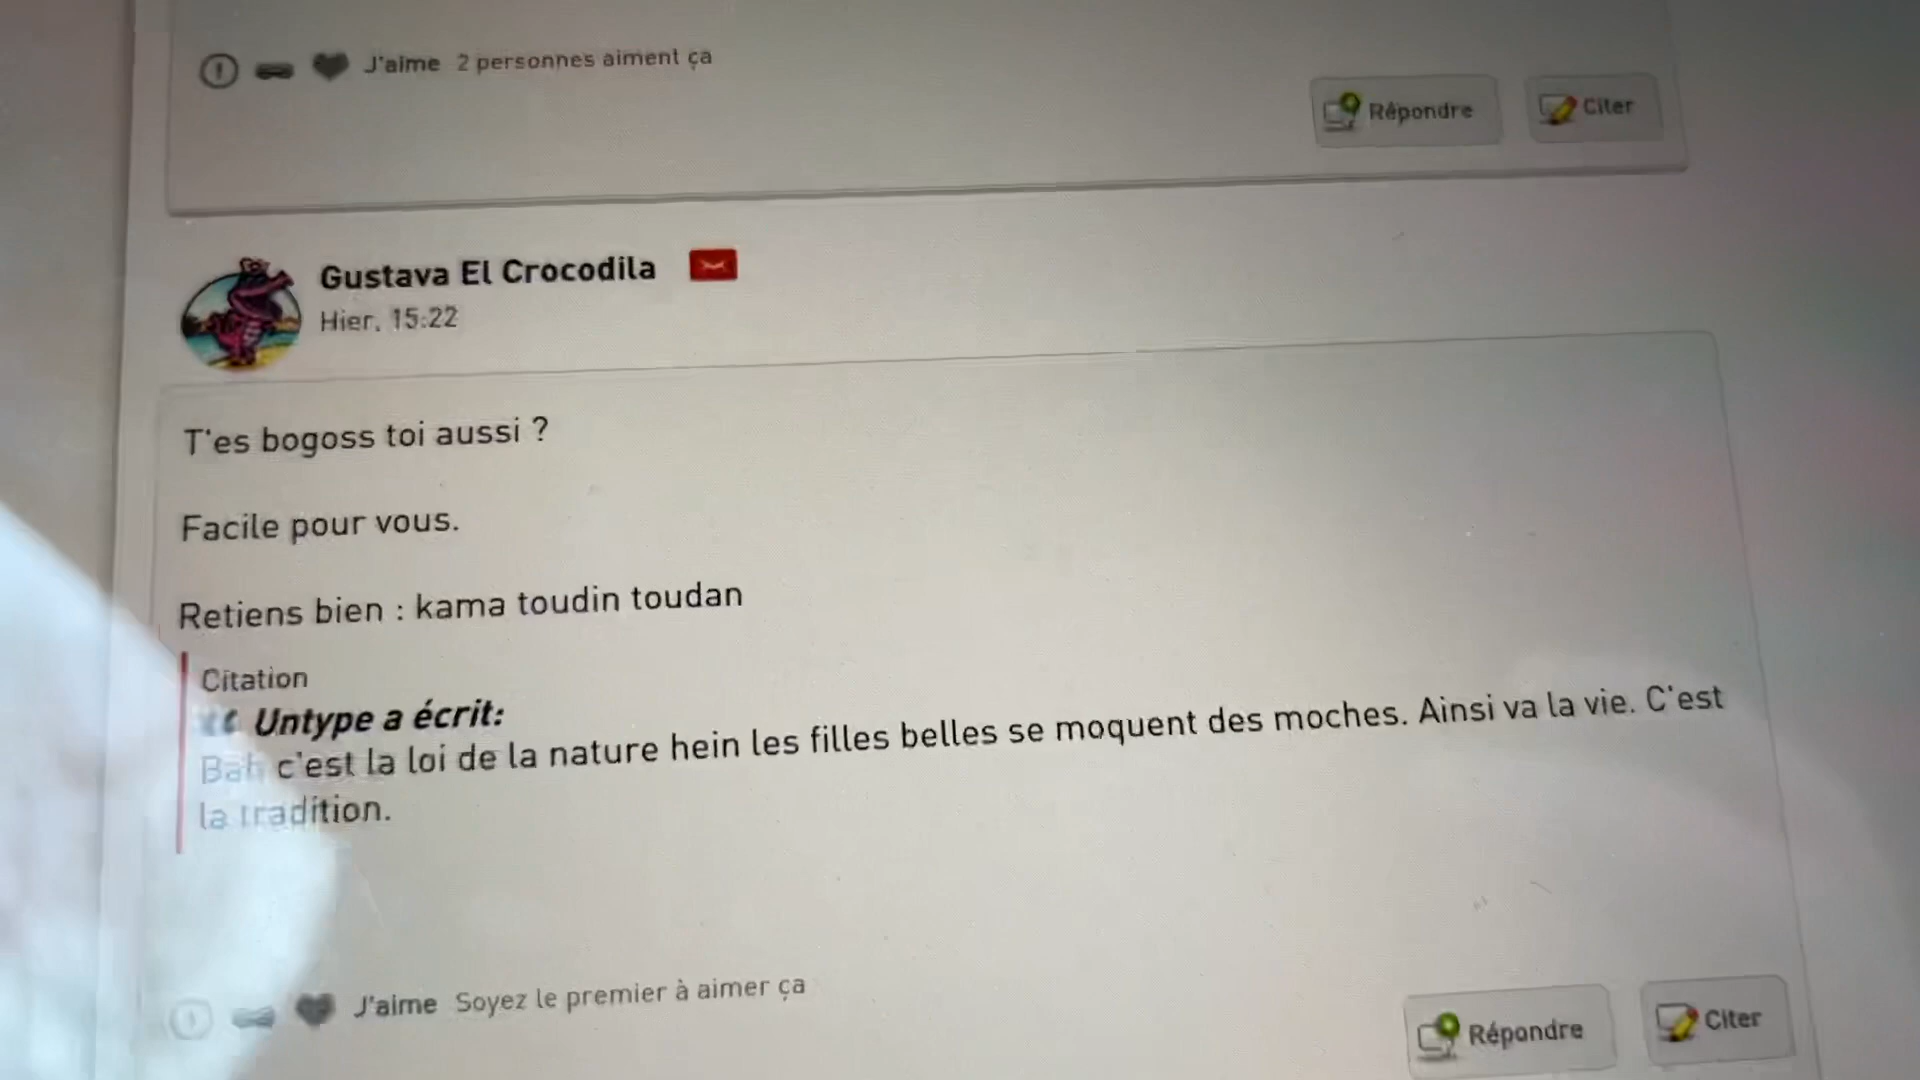 J'aime 2 personnes aiment ça
Répondre Citer
Gustava El Crocodila
Hier, 15:22
T'es bogoss toi aussi ?
Facile pour vous.
Retiens bien : kama toudin toudan
Citation
Untype a écrit:
Bah c'est la loi de la nature hein les filles belles se moquent des moches. Ainsi va la vie. C'est
la tradition.
J'aime Soyez le premier à aimer ça
Répondre Citer